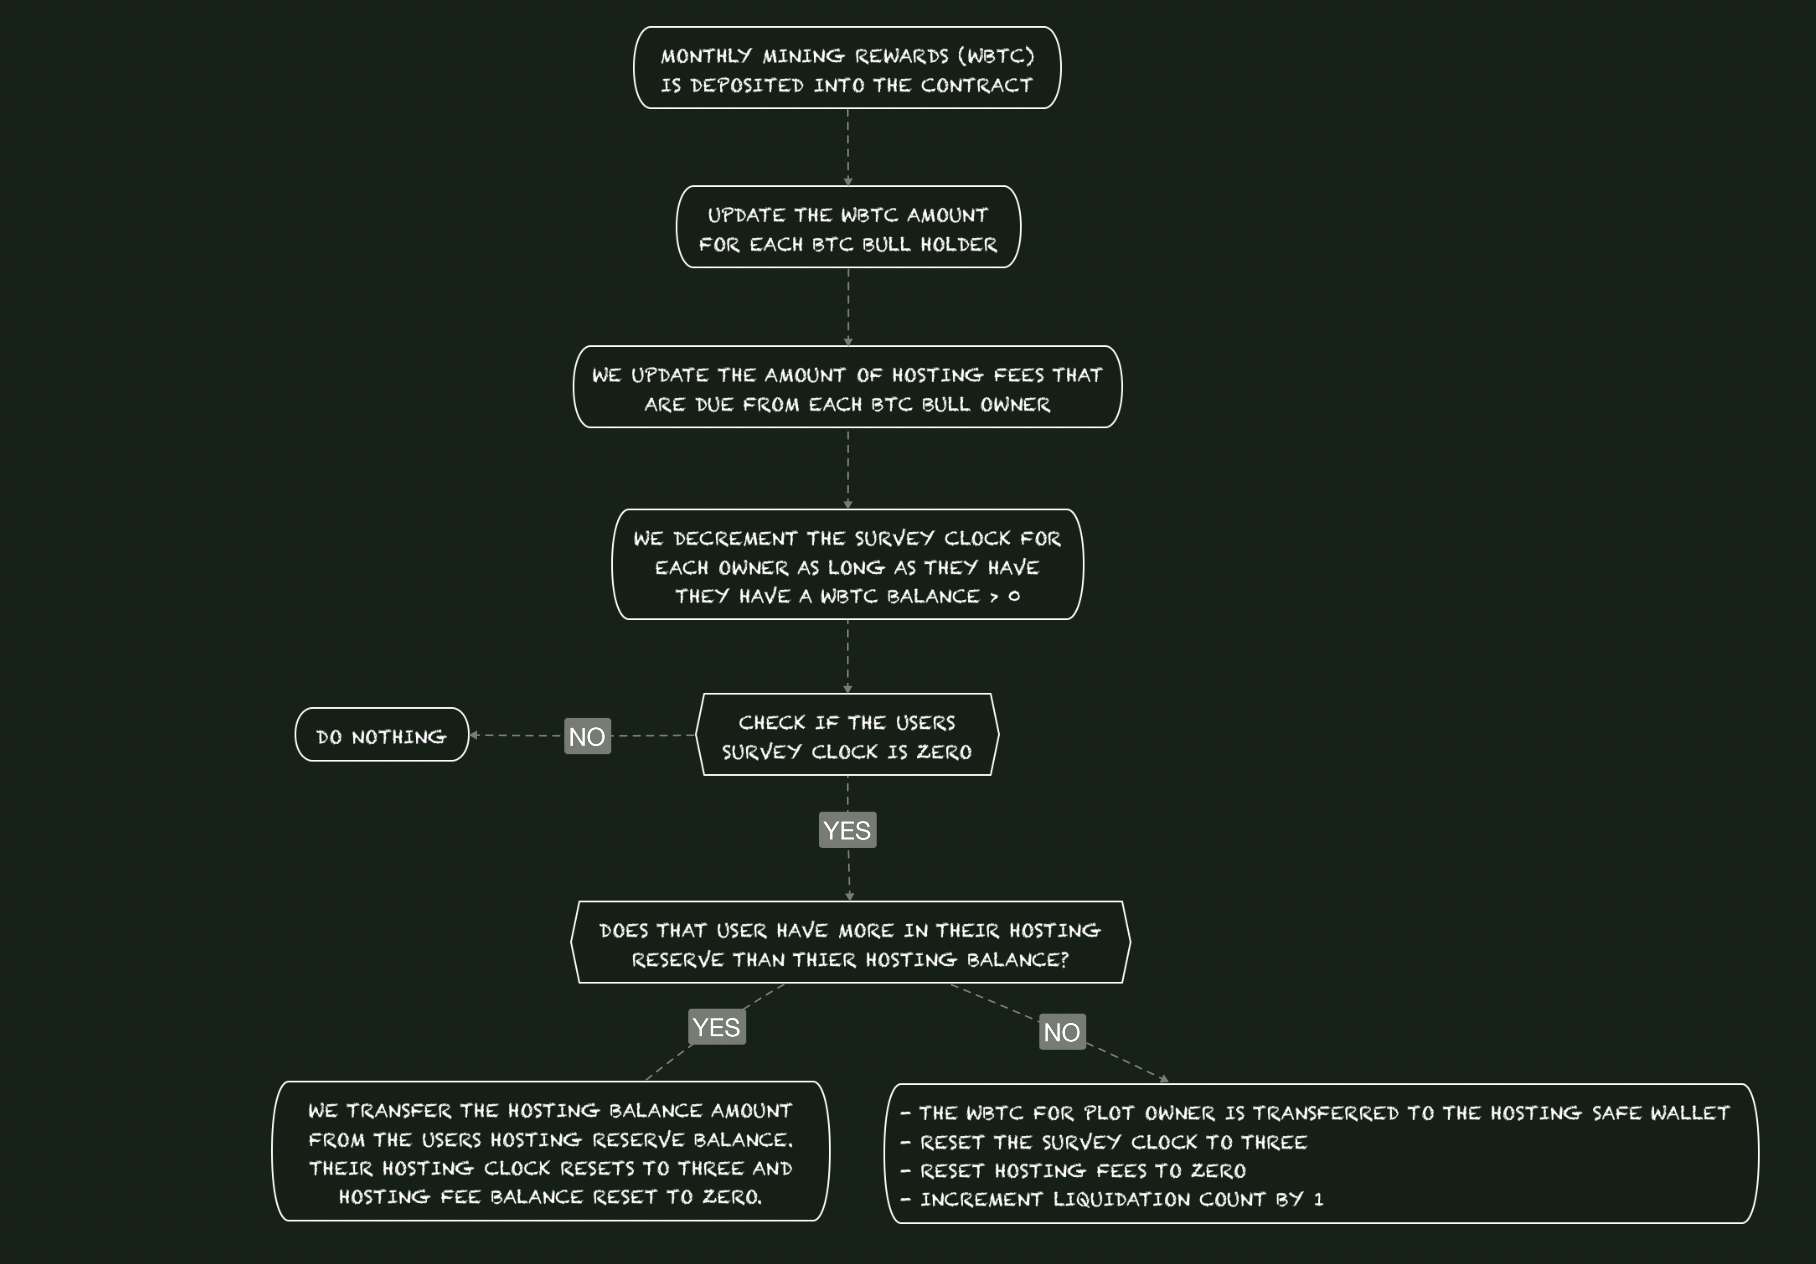 MONTHLY MINING REWARDS (WBTC)
IS DEPOSITED INTO THE CONTRACT
UPDATE THE WBTC AMOUNT
FOR EACH BTC BULL HOLDER
WE UPDATE THE AMOUNT OF HOSTING FEES THAT
ARE DUE FROM EACH BTC BULL OWNER
WE DECREMENT THE SURVEY CLOCK FOR
EACH OWNER AS LONG AS THEY HAVE
THEY HAVE A WBTC BALANCE > 0
CHECK IF THE USERS
SURVEY CLOCK IS ZERO
NO
DO NOTHING
YES
DOES THAT USER HAVE MORE IN THEIR HOSTING
RESERVE THAN THIER HOSTING BALANCE?
YES
WE TRANSFER THE HOSTING BALANCE AMOUNT
FROM THE USERS HOSTING RESERVE BALANCE.
THEIR HOSTING CLOCK RESETS TO THREE AND
HOSTING FEE BALANCE RESET TO ZERO.
NO
- THE WBTC FOR PLOT OWNER IS TRANSFERRED TO THE HOSTING SAFE WALLET
- RESET THE SURVEY CLOCK TO THREE
- RESET HOSTING FEES TO ZERO
- INCREMENT LIQUIDATION COUNT BY 1